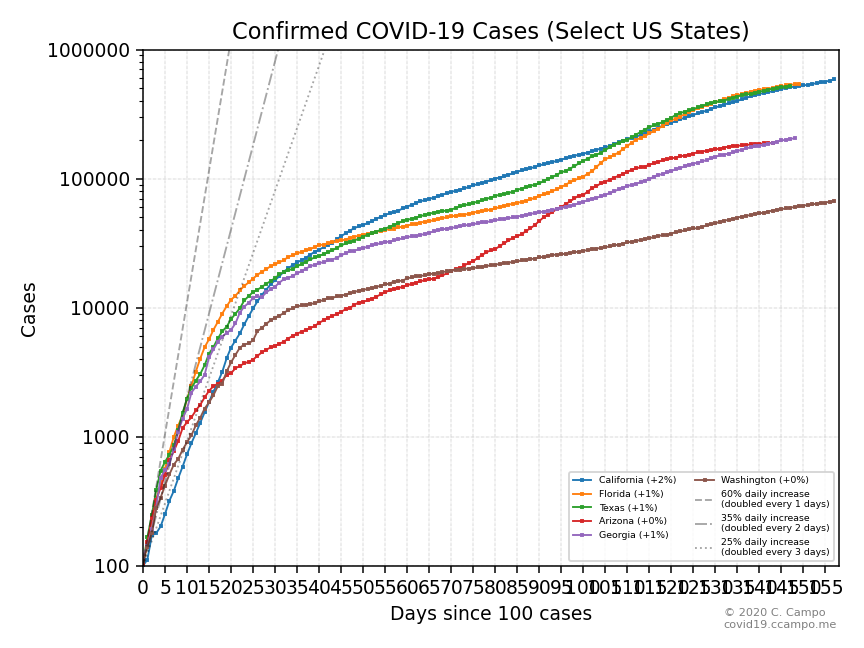 Confirmed COVID-19 Cases (Select US States)
1000000
100000
10000
1000
100
Cases
California (+2%)
Florida (+1%)
Texas (+1%)
Arizona (+0%)
Georgia (+1%)
Washington (+0%)
60% daily increase
(doubled every 1 days)
35% daily increase
(doubled every 2 days)
25% daily increase
(doubled every 3 days)
0 5 10 15 20 25 30 35 40 45 50 55 60 65 70 75 80 85 90 95 100 105 110 115 120 125 130 135 140 145 150 155
Days since 100 cases
© 2020 C. Campo
covid19.ccampo.me